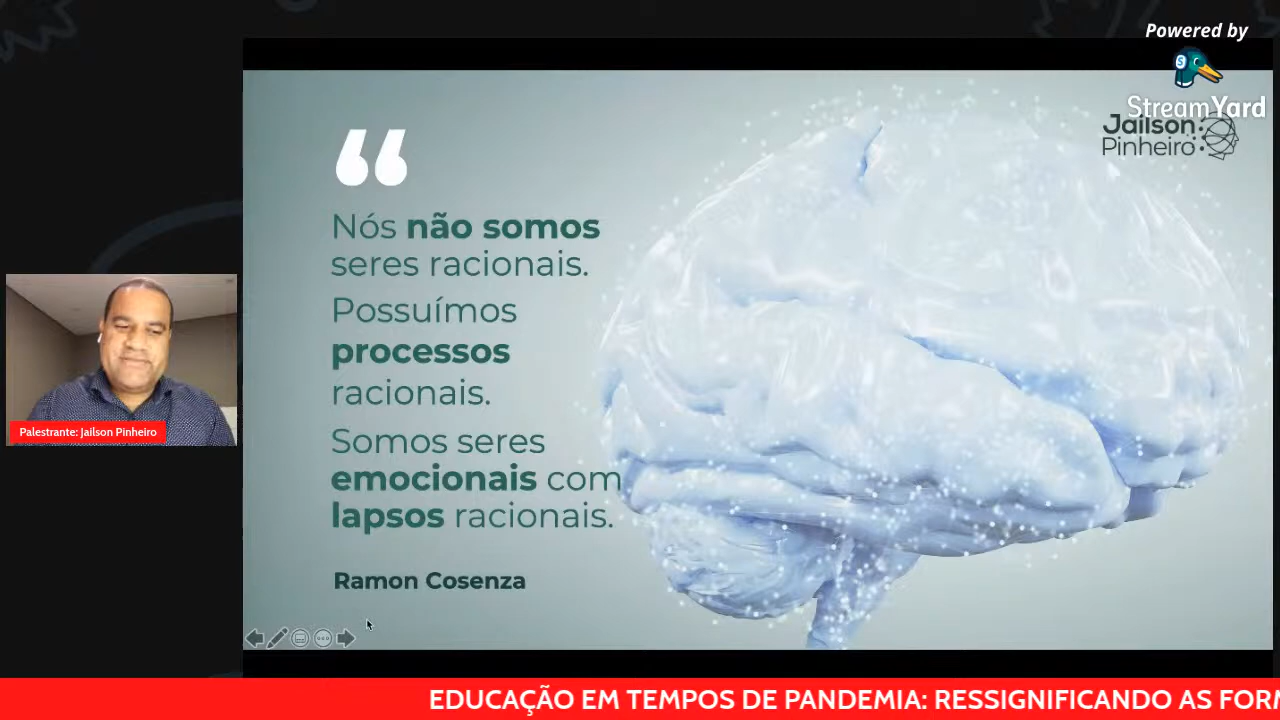 Powered by
StreamYard
Jailson
Pinheiro
Nós não somos
seres racionais.
Possuímos
processos
racionais.
Somos seres
emocionais com
lapsos racionais.
Ramon Cosenza
Palestrante: Jailson Pinheiro
EDUCAÇÃO EM TEMPOS DE PANDEMIA: RESSIGNIFICANDO AS FOR